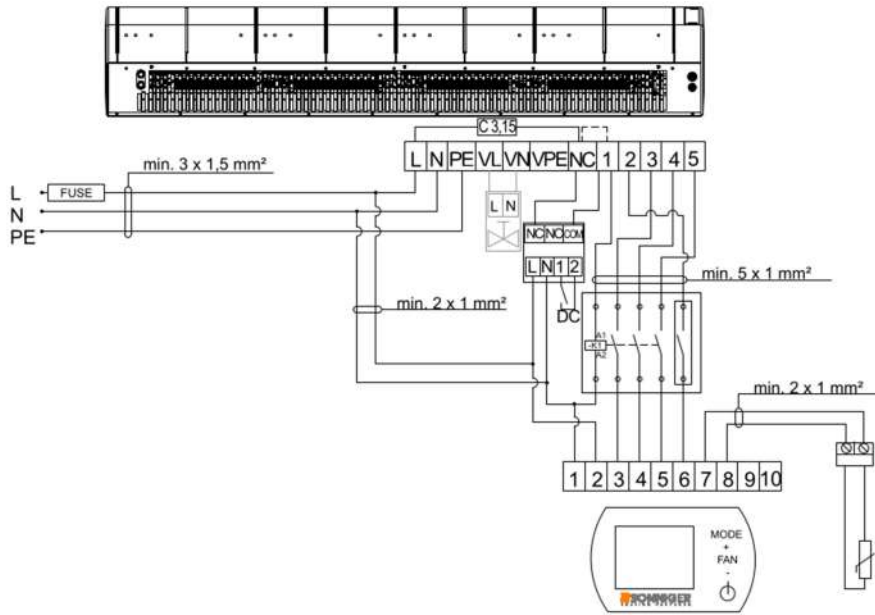 C 3,15
L N PE VL VN VPE NC 1 2 3 4 5
min. 3 x 1,5 mm²
L FUSE
N
PE
L N
NC NC COM
L N 1 2
DC
min. 5 x 1 mm²
min. 2 x 1 mm²
A1
-K1
A2
min. 2 x 1 mm²
1 2 3 4 5 6 7 8 9 10
MODE
+
FAN
-